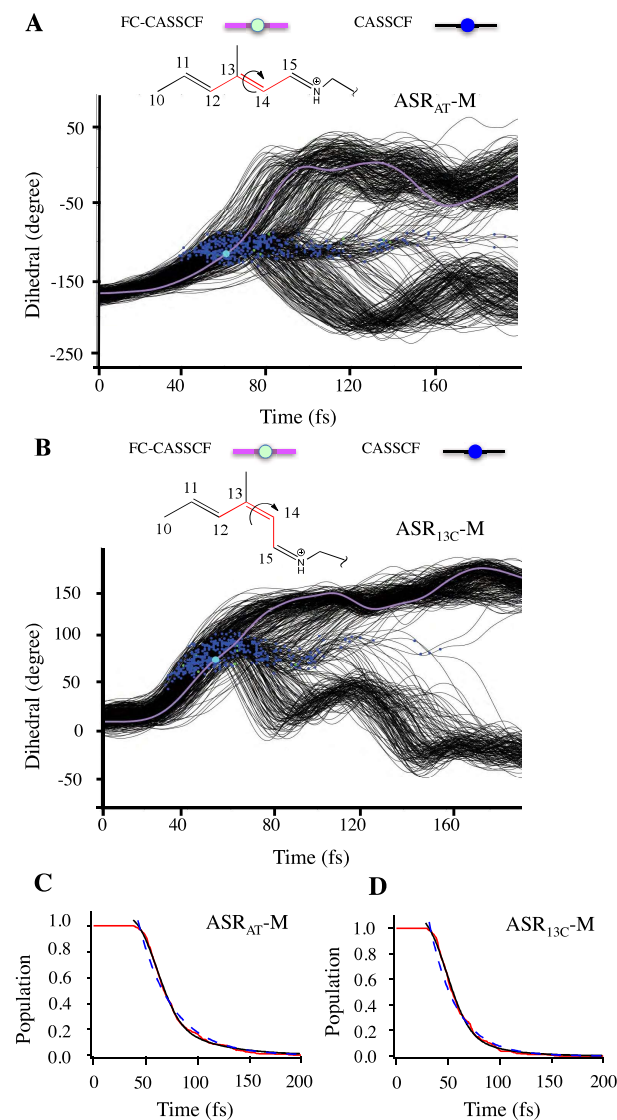 A
FC-CASSCF CASSCF
13 15
11
10 12 14 N ⊕
H
ASR_AT-M
50
-50
-150
-250
Dihedral (degree)
0 40 80 120 160
Time (fs)
B
FC-CASSCF CASSCF
11 13
14
10 12
15 N ⊕
H
ASR_13C-M
150
100
50
0
-50
Dihedral (degree)
0 40 80 120 160
Time (fs)
C
ASR_AT-M
1.0
0.8
0.6
0.4
0.2
0.0
Population
0 50 100 150 200
Time (fs)
D
ASR_13C-M
1.0
0.8
0.6
0.4
0.2
0.0
Population
0 50 100 150 200
Time (fs)